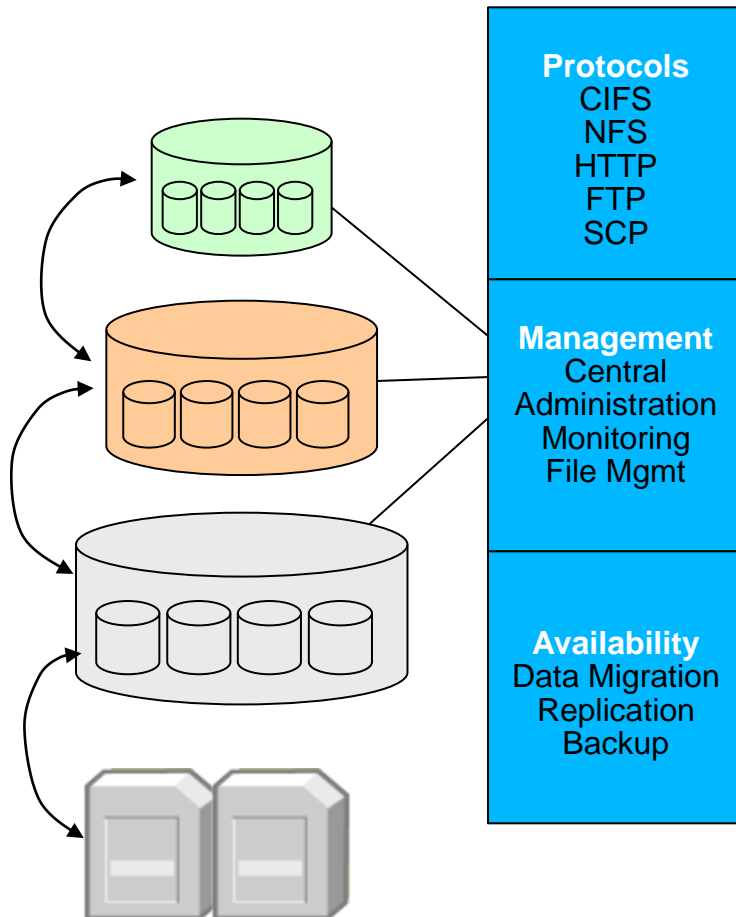 Protocols
CIFS
NFS
HTTP
FTP
SCP
Management
Central
Administration
Monitoring
File Mgmt
Availability
Data Migration
Replication
Backup